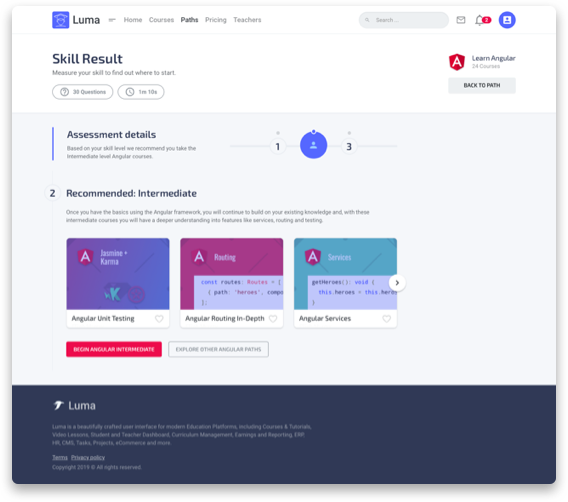 Luma
Home Courses Paths Pricing Teachers
Search ...
2
Skill Result
Measure your skill to find out where to start.
30 Questions
1m 10s
Learn Angular
24 Courses
BACK TO PATH
Assessment details
Based on your skill level we recommend you take the
Intermediate level Angular courses.
1
3
2 Recommended: Intermediate
Once you have the basics using the Angular framework, you will continue to build on your existing knowledge and, with these
intermediate courses you will have a deeper understanding into features like services, routing and testing.
Jasmine +
Karma
Angular Unit Testing
Routing
const routes: Routes = [
{ path: 'heroes', compo
];
Angular Routing In-Depth
Services
getHeroes(): void {
this.heroes = this.heroe
}
Angular Services
BEGIN ANGULAR INTERMEDIATE
EXPLORE OTHER ANGULAR PATHS
Luma
Luma is a beautifully crafted user interface for modern Education Platforms, including Courses & Tutorials,
Video Lessons, Student and Teacher Dashboard, Curriculum Management, Earnings and Reporting, ERP,
HR, CMS, Tasks, Projects, eCommerce and more.
Terms Privacy policy
Copyright 2019 © All rights reserved.